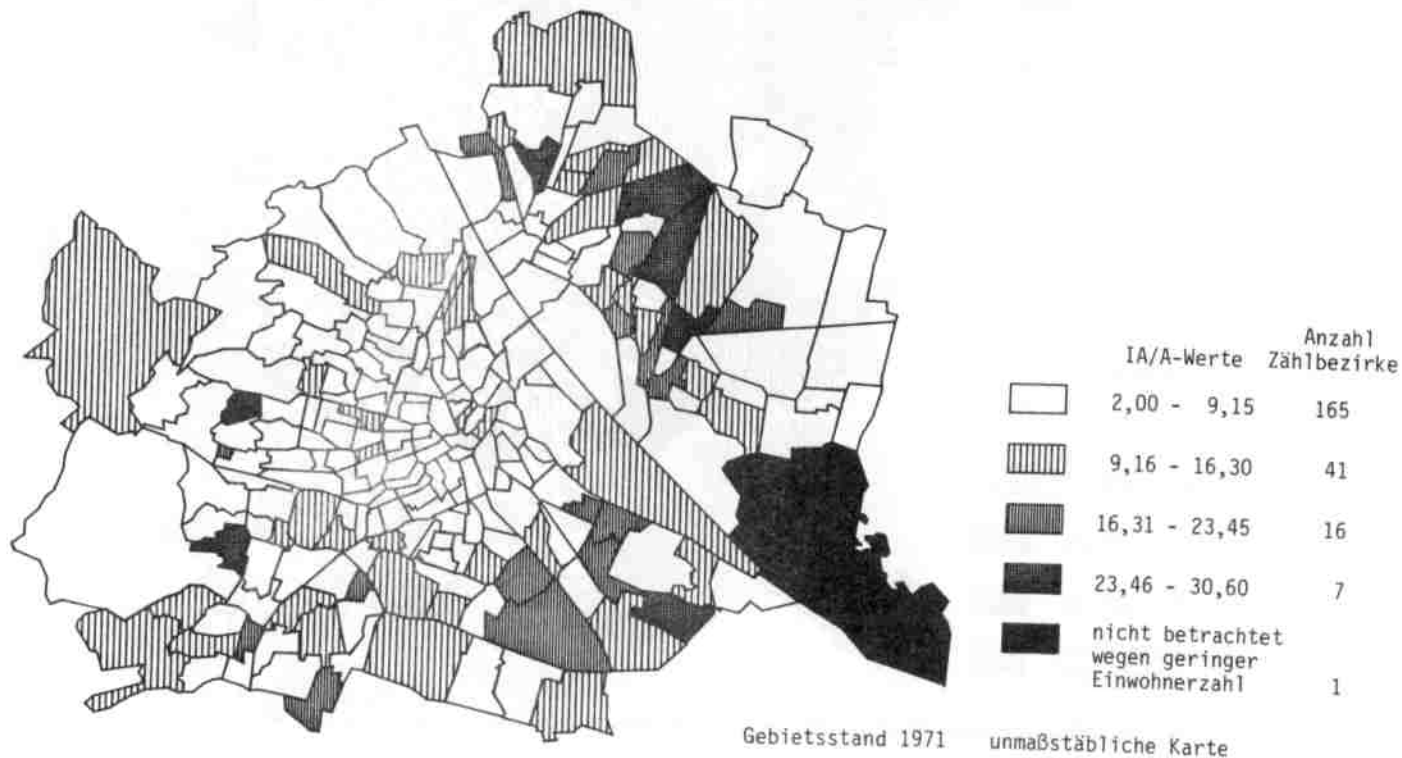 Anzahl
IA/A-Werte Zählbezirke
2,00 - 9,15 165
9,16 - 16,30 41
16,31 - 23,45 16
23,46 - 30,60 7
nicht betrachtet
wegen geringer
Einwohnerzahl 1
Gebietsstand 1971 unmaßstäbliche Karte